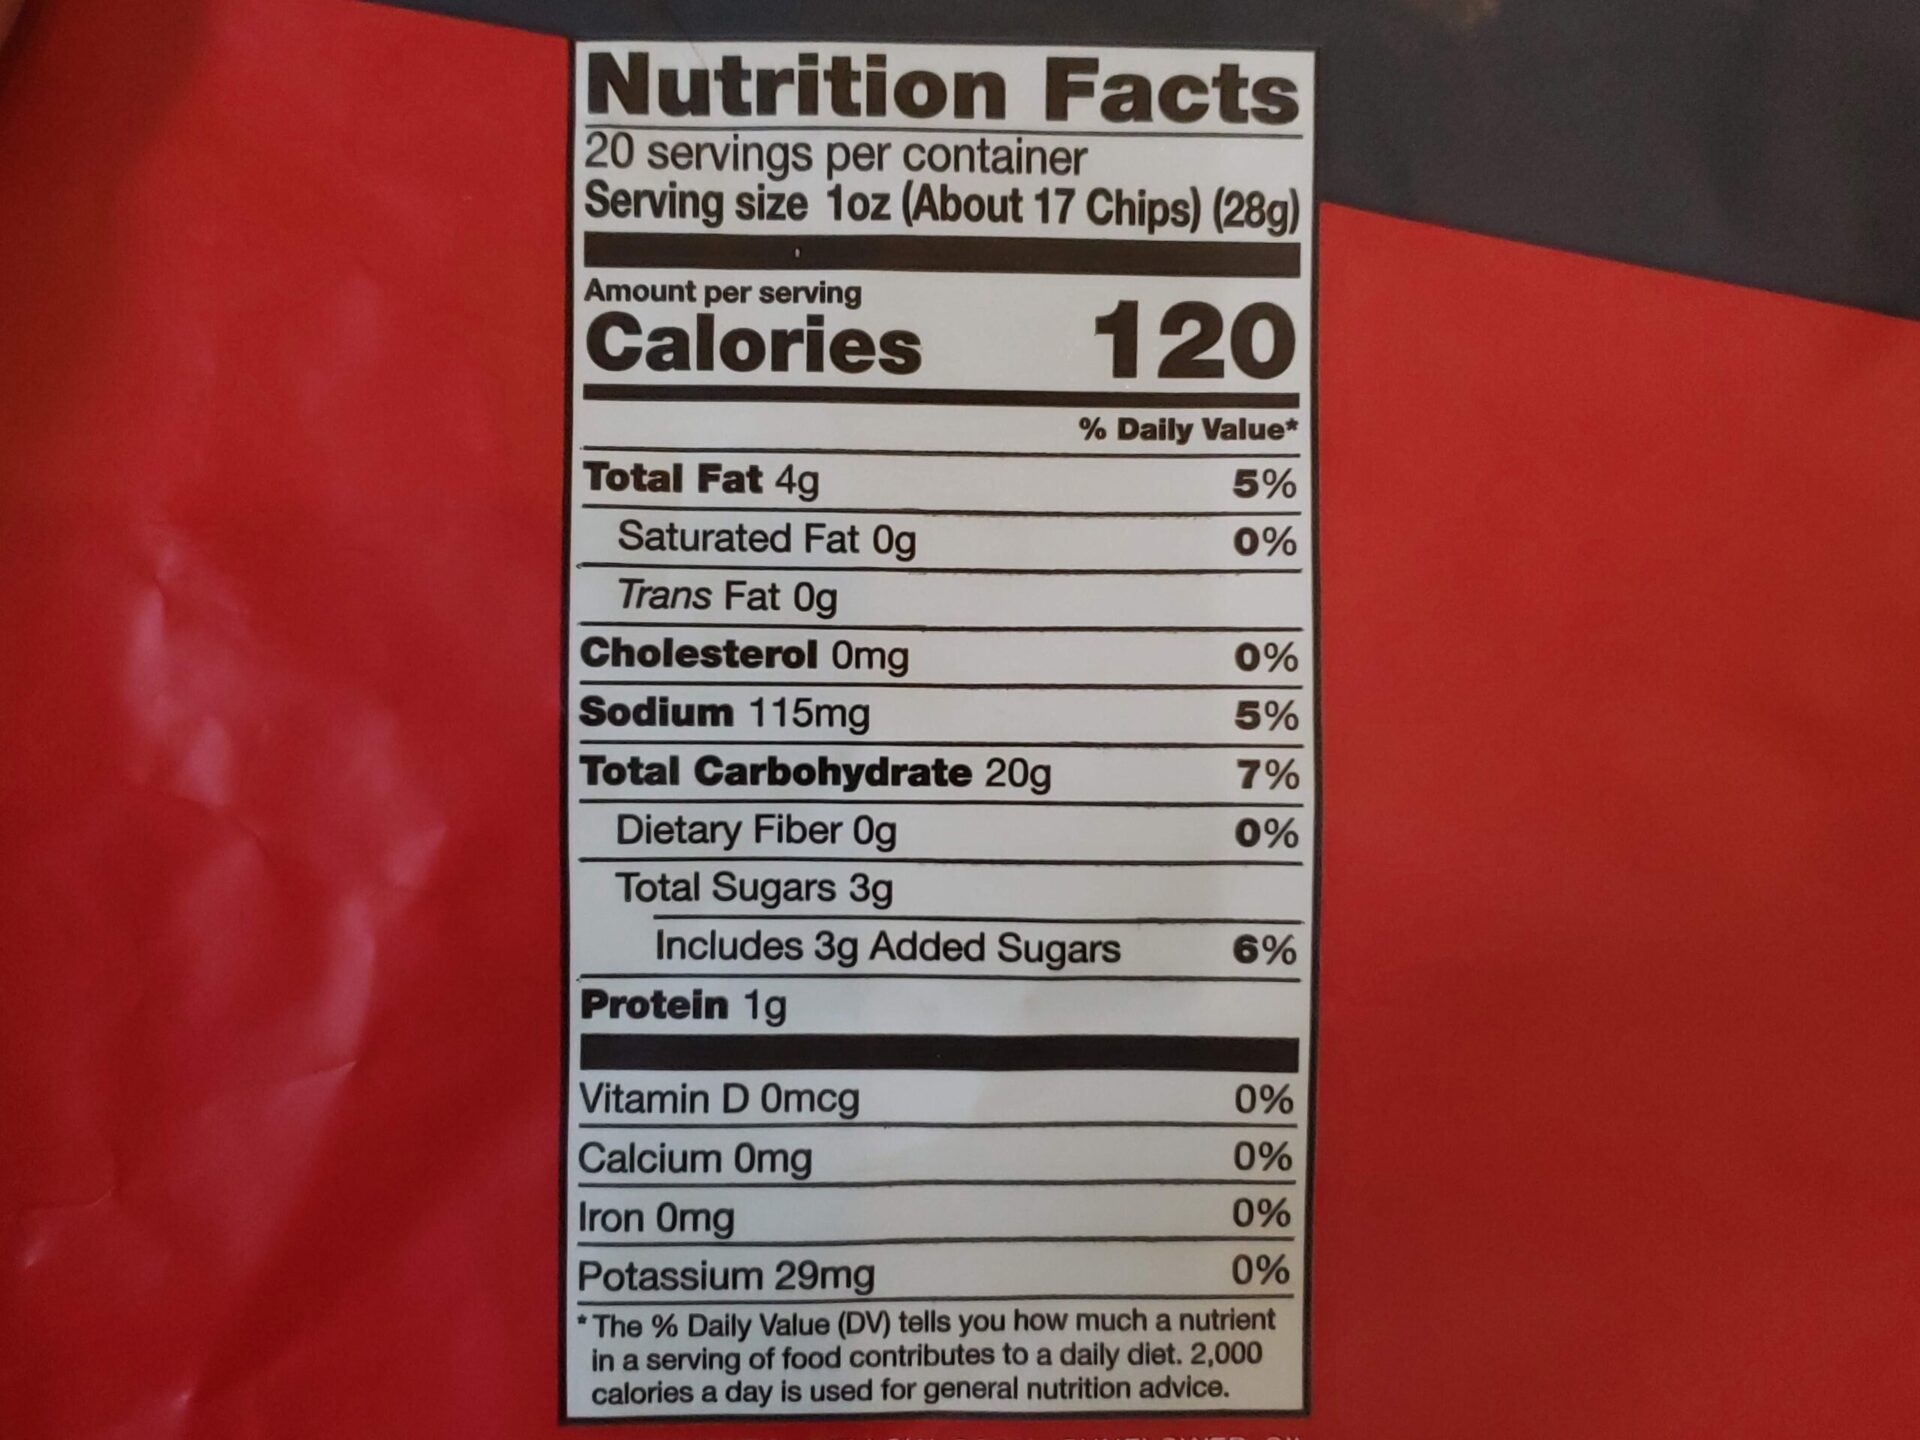 Nutrition Facts
20 servings per container
Serving size 1oz (About 17 Chips) (28g)
Amount per serving
Calories 120
% Daily Value*
Total Fat 4g 5%
Saturated Fat 0g 0%
Trans Fat 0g
Cholesterol 0mg 0%
Sodium 115mg 5%
Total Carbohydrate 20g 7%
Dietary Fiber 0g 0%
Total Sugars 3g
Includes 3g Added Sugars 6%
Protein 1g
Vitamin D 0mcg 0%
Calcium 0mg 0%
Iron 0mg 0%
Potassium 29mg 0%
* The % Daily Value (DV) tells you how much a nutrient
in a serving of food contributes to a daily diet. 2,000
calories a day is used for general nutrition advice.